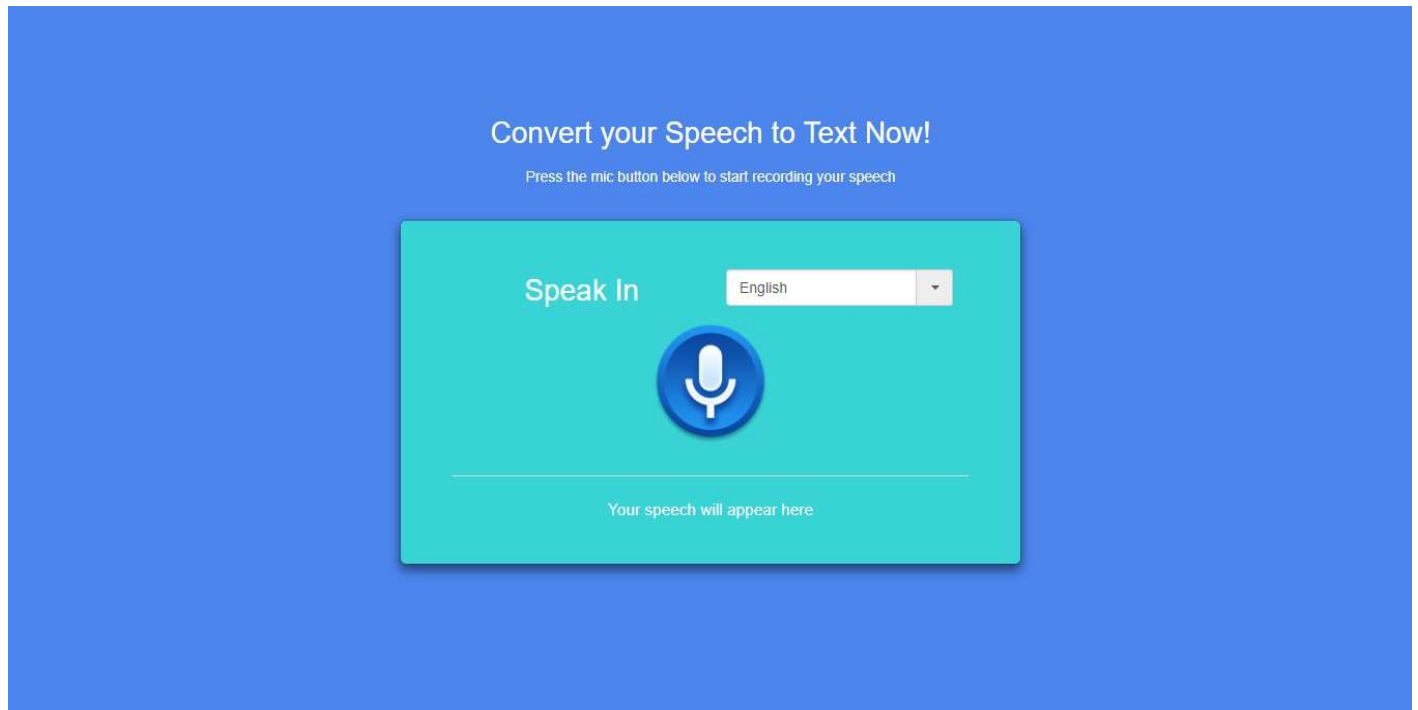 Convert your Speech to Text Now!
Press the mic button below to start recording your speech
Speak In
English
Your speech will appear here